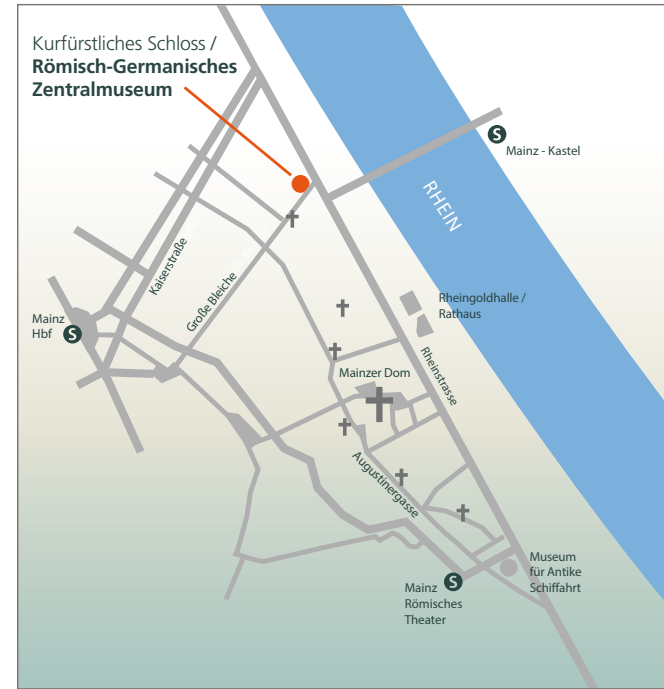 Kurfürstliches Schloss /
Römisch-Germanisches
Zentralmuseum
S
Mainz - Kastel
RHEIN
Kaiserstraße
Große Bleiche
Rheingoldhalle /
Rathaus
Mainz
Hbf
S
Rheinstrasse
Mainzer Dom
Augustinergasse
Museum
für Antike
Schiffahrt
Mainz
Römisches
Theater
S